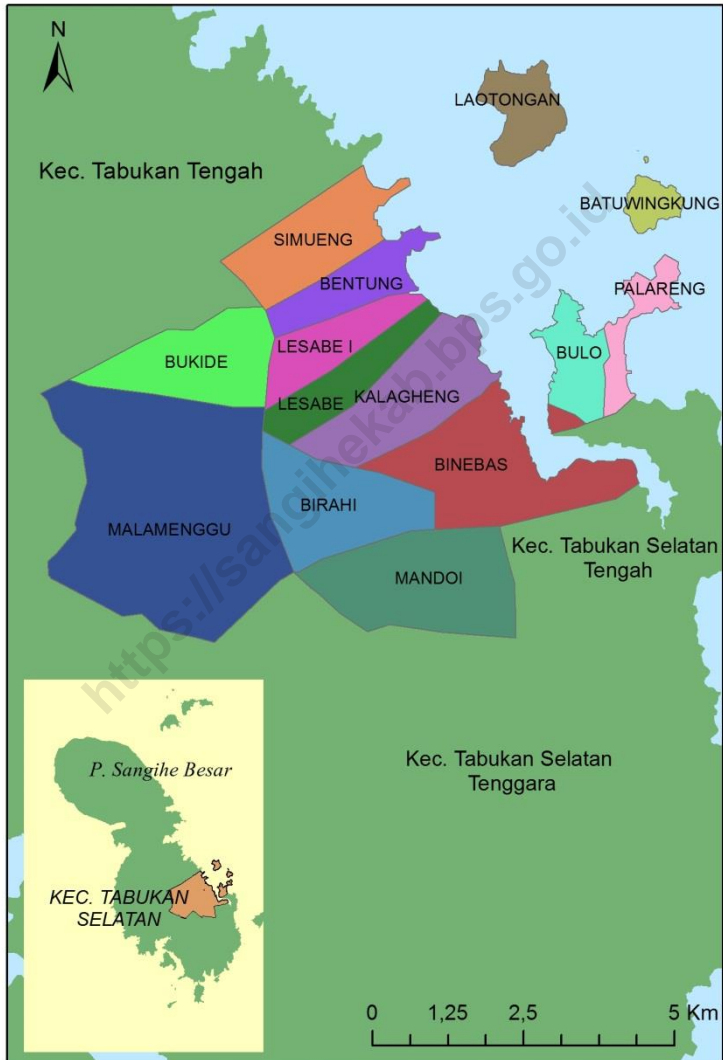 N
LAOTONGAN
Kec. Tabukan Tengah
BATUWINGKUNG
SIMUENG
BENTUNG
PALARENG
LESABE I
BUKIDE
BULO
LESABE
KALAGHENG
BINEBAS
BIRAHI
MALAMENGGU
Kec. Tabukan Selatan
Tengah
MANDOI
https://sangihekab.bps.go.id
P. Sangihe Besar
Kec. Tabukan Selatan
Tenggara
KEC. TABUKAN
SELATAN
0 1,25 2,5 5 Km